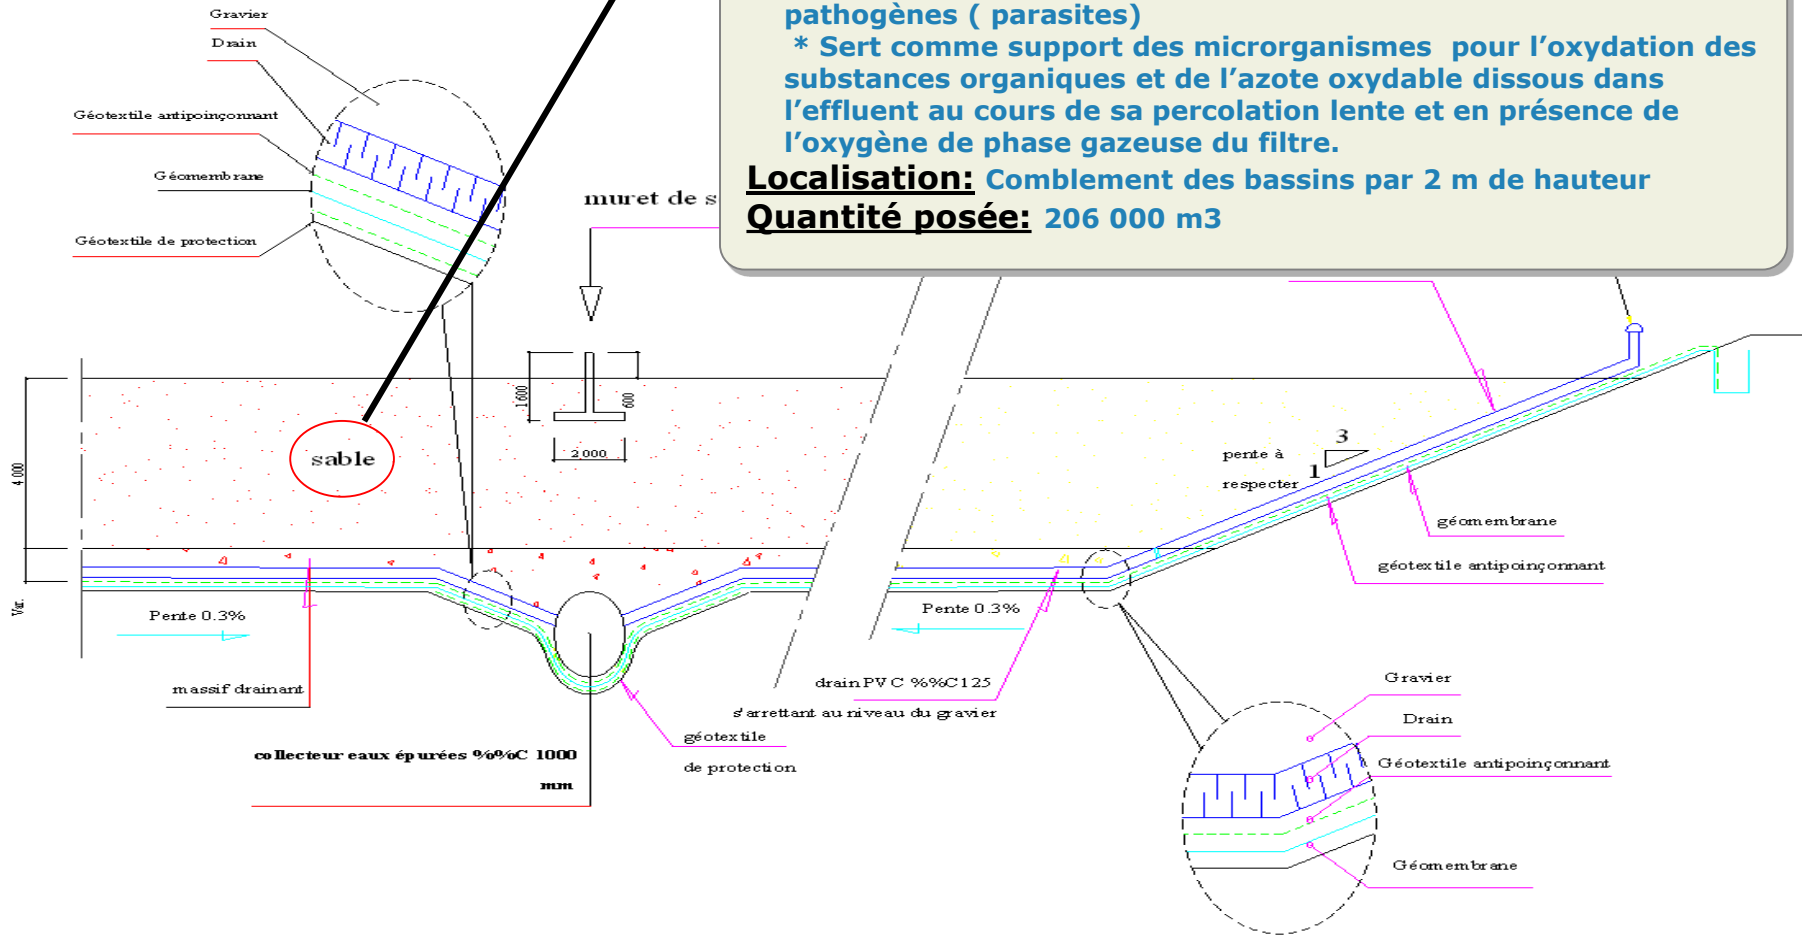 pathogènes ( parasites)
* Sert comme support des microrganismes pour l’oxydation des
substances organiques et de l’azote oxydable dissous dans
l’effluent au cours de sa percolation lente et en présence de
l’oxygène de phase gazeuse du filtre.
Localisation: Comblement des bassins par 2 m de hauteur
Quantité posée: 206 000 m3
Gravier
Drain
Géotextile antipoinçonnant
Géomembrane
Géotextile de protection
muret de s
1 600
600
2 000
sable
4 000
Var.
3
pente à
1
respecter
géomembrane
géotextile antipoinçonnant
Pente 0.3%
Pente 0.3%
massif drainant
drain PVC %%C125
s'arrettant au niveau du gravier
géotextile
de protection
collecteur eaux épurées %%C 1000
mm
Gravier
Drain
Géotextile antipoinçonnant
Géomembrane